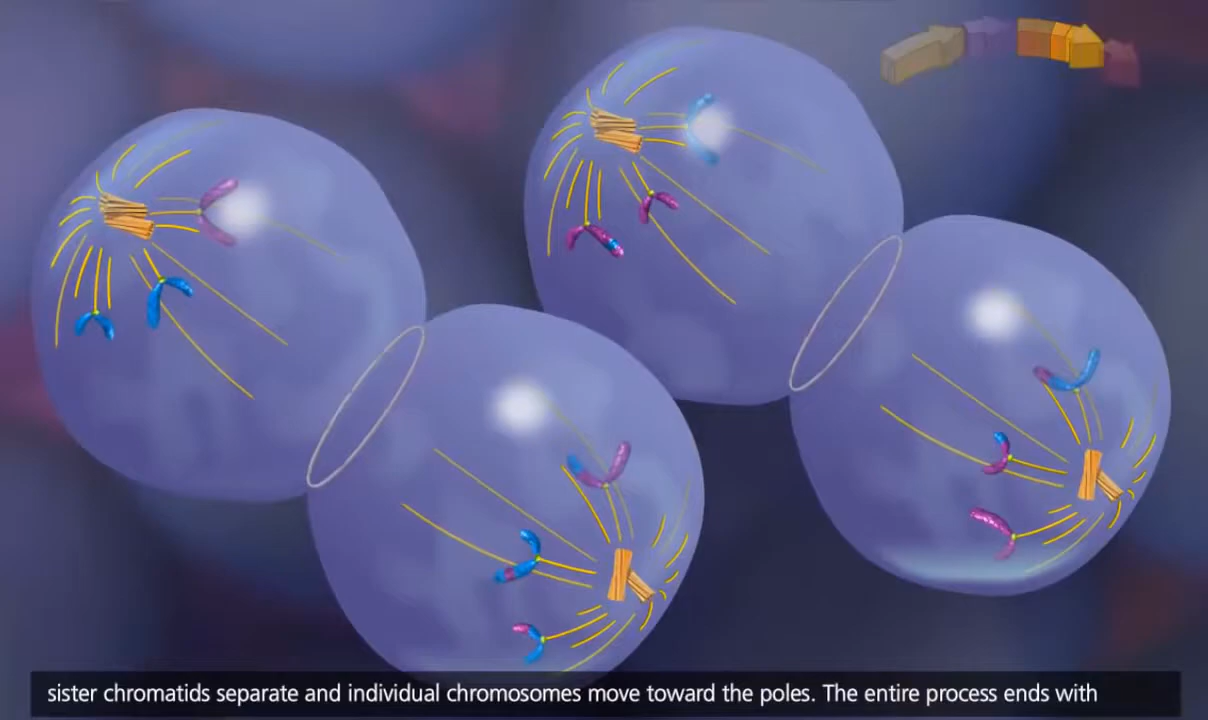 sister chromatids separate and individual chromosomes move toward the poles. The entire process ends with